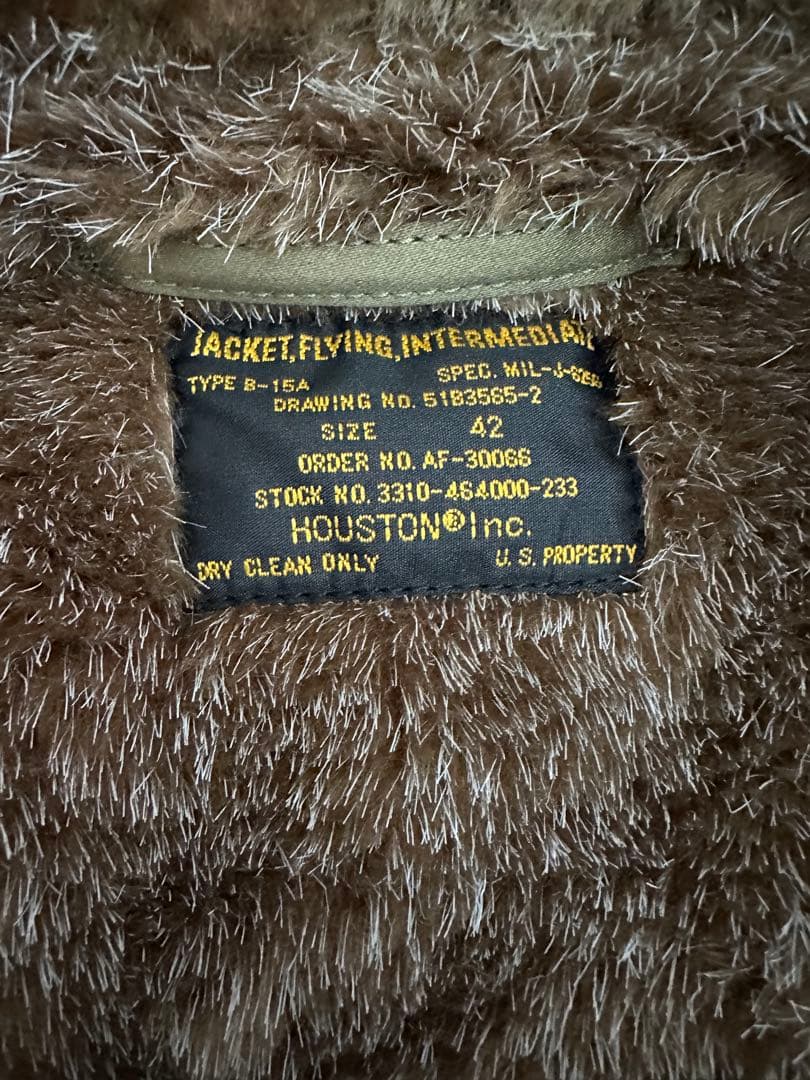 JACKET, FLYING, INTERMEDIATE
TYPE B-15A SPEC. MIL-J-
DRAWING NO. 51B3565-2
SIZE 42
ORDER NO. AF-30066
STOCK NO. 3310-464000-233
HOUSTON® Inc.
DRY CLEAN ONLY U.S. PROPERTY